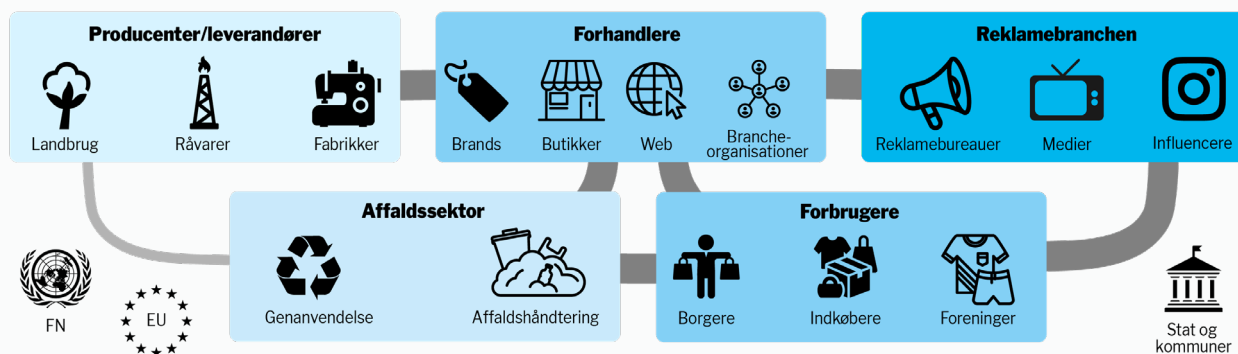 Producenter/leverandører
Landbrug
Råvarer
Fabrikker
Forhandlere
Brands
Butikker
Web
Branche-
organisationer
Reklamebranchen
Reklamebureauer
Medier
Influencere
Affaldssektor
Genanvendelse
Affaldshåndtering
Forbrugere
Borgere
Indkøbere
Foreninger
FN
EU
Stat og
kommuner